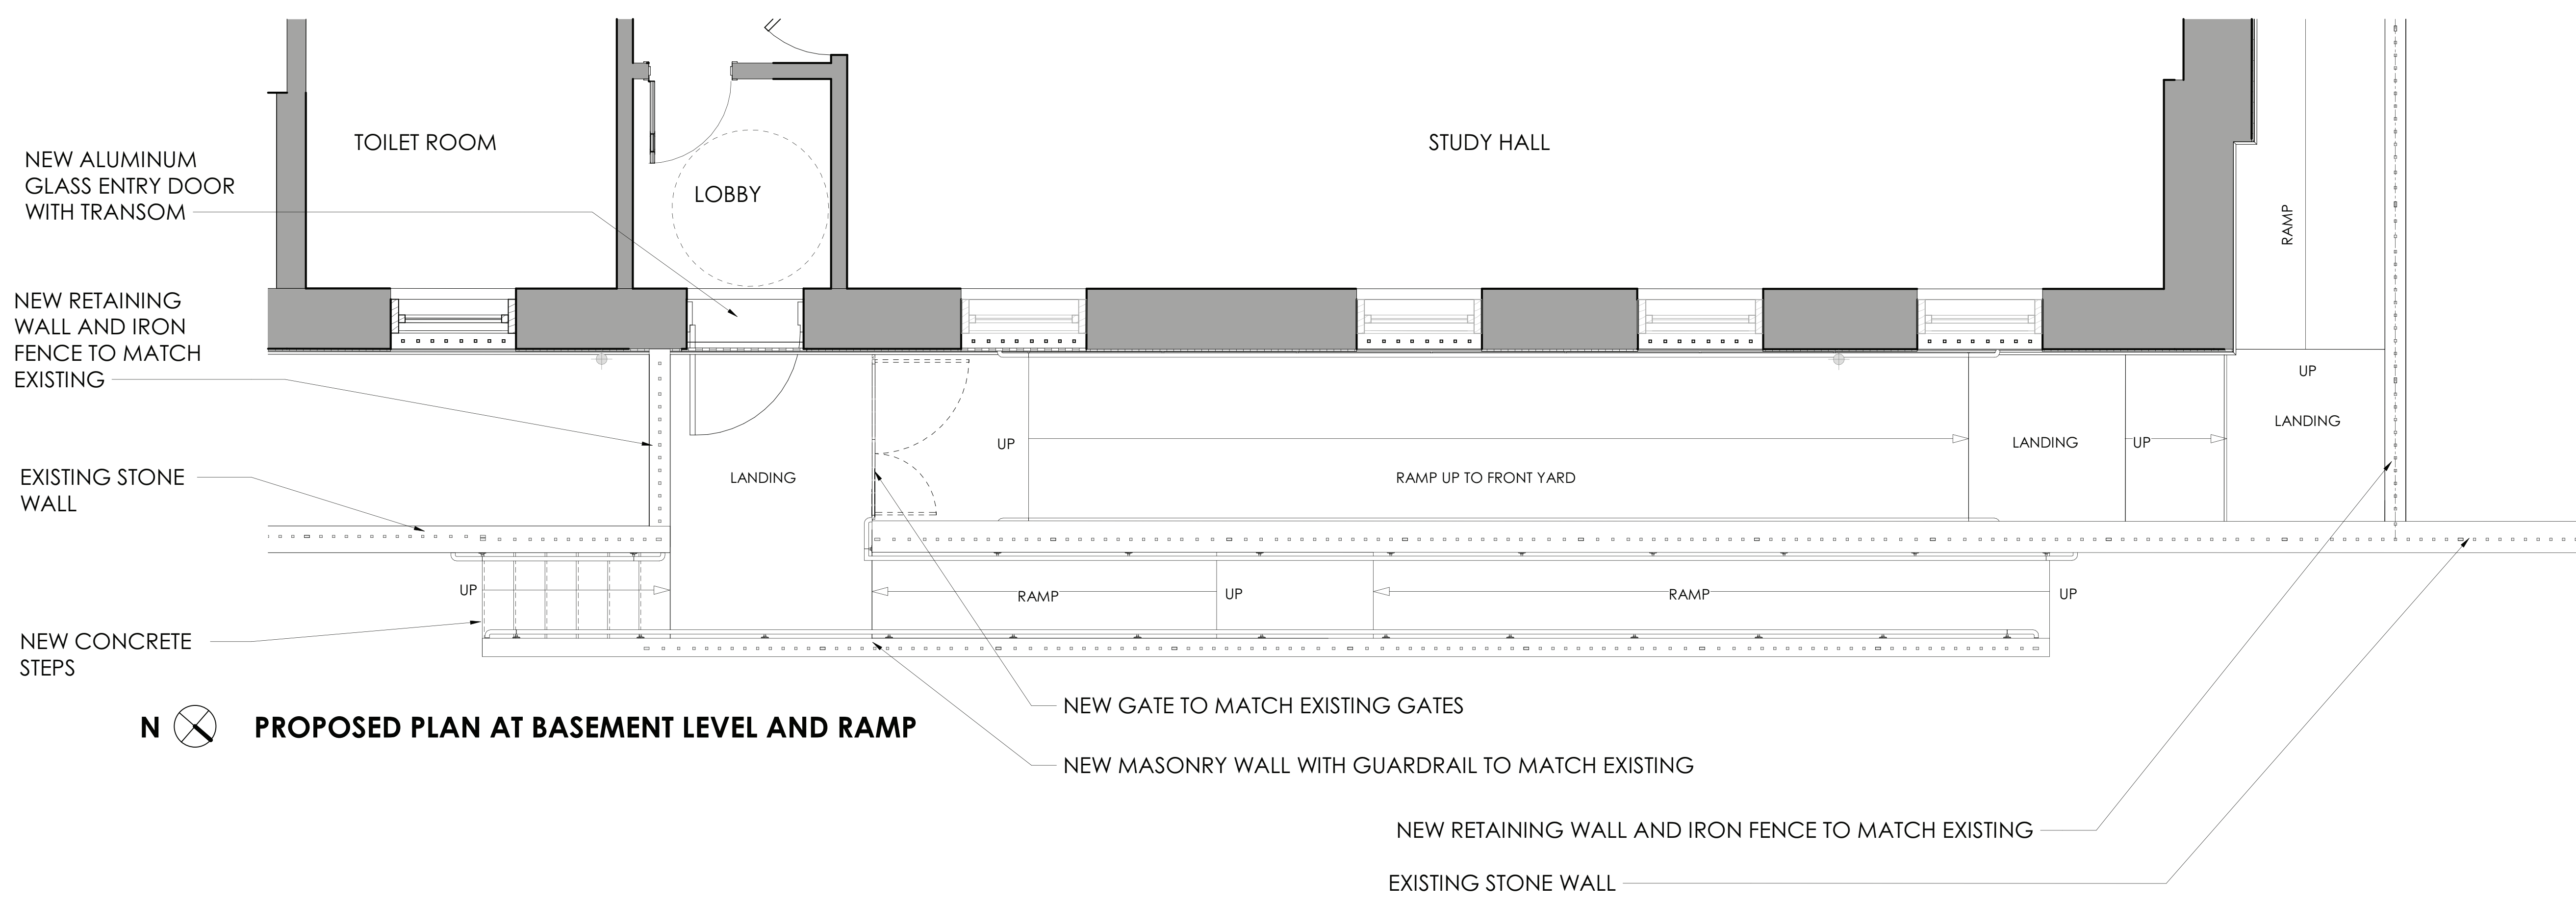 TOILET ROOM
STUDY HALL
NEW ALUMINUM
GLASS ENTRY DOOR
WITH TRANSOM
LOBBY
RAMP
NEW RETAINING
WALL AND IRON
FENCE TO MATCH
EXISTING
UP
LANDING
UP
LANDING
UP
EXISTING STONE
WALL
LANDING
RAMP UP TO FRONT YARD
UP
RAMP
UP
RAMP
UP
NEW CONCRETE
STEPS
NEW GATE TO MATCH EXISTING GATES
N
PROPOSED PLAN AT BASEMENT LEVEL AND RAMP
NEW MASONRY WALL WITH GUARDRAIL TO MATCH EXISTING
NEW RETAINING WALL AND IRON FENCE TO MATCH EXISTING
EXISTING STONE WALL